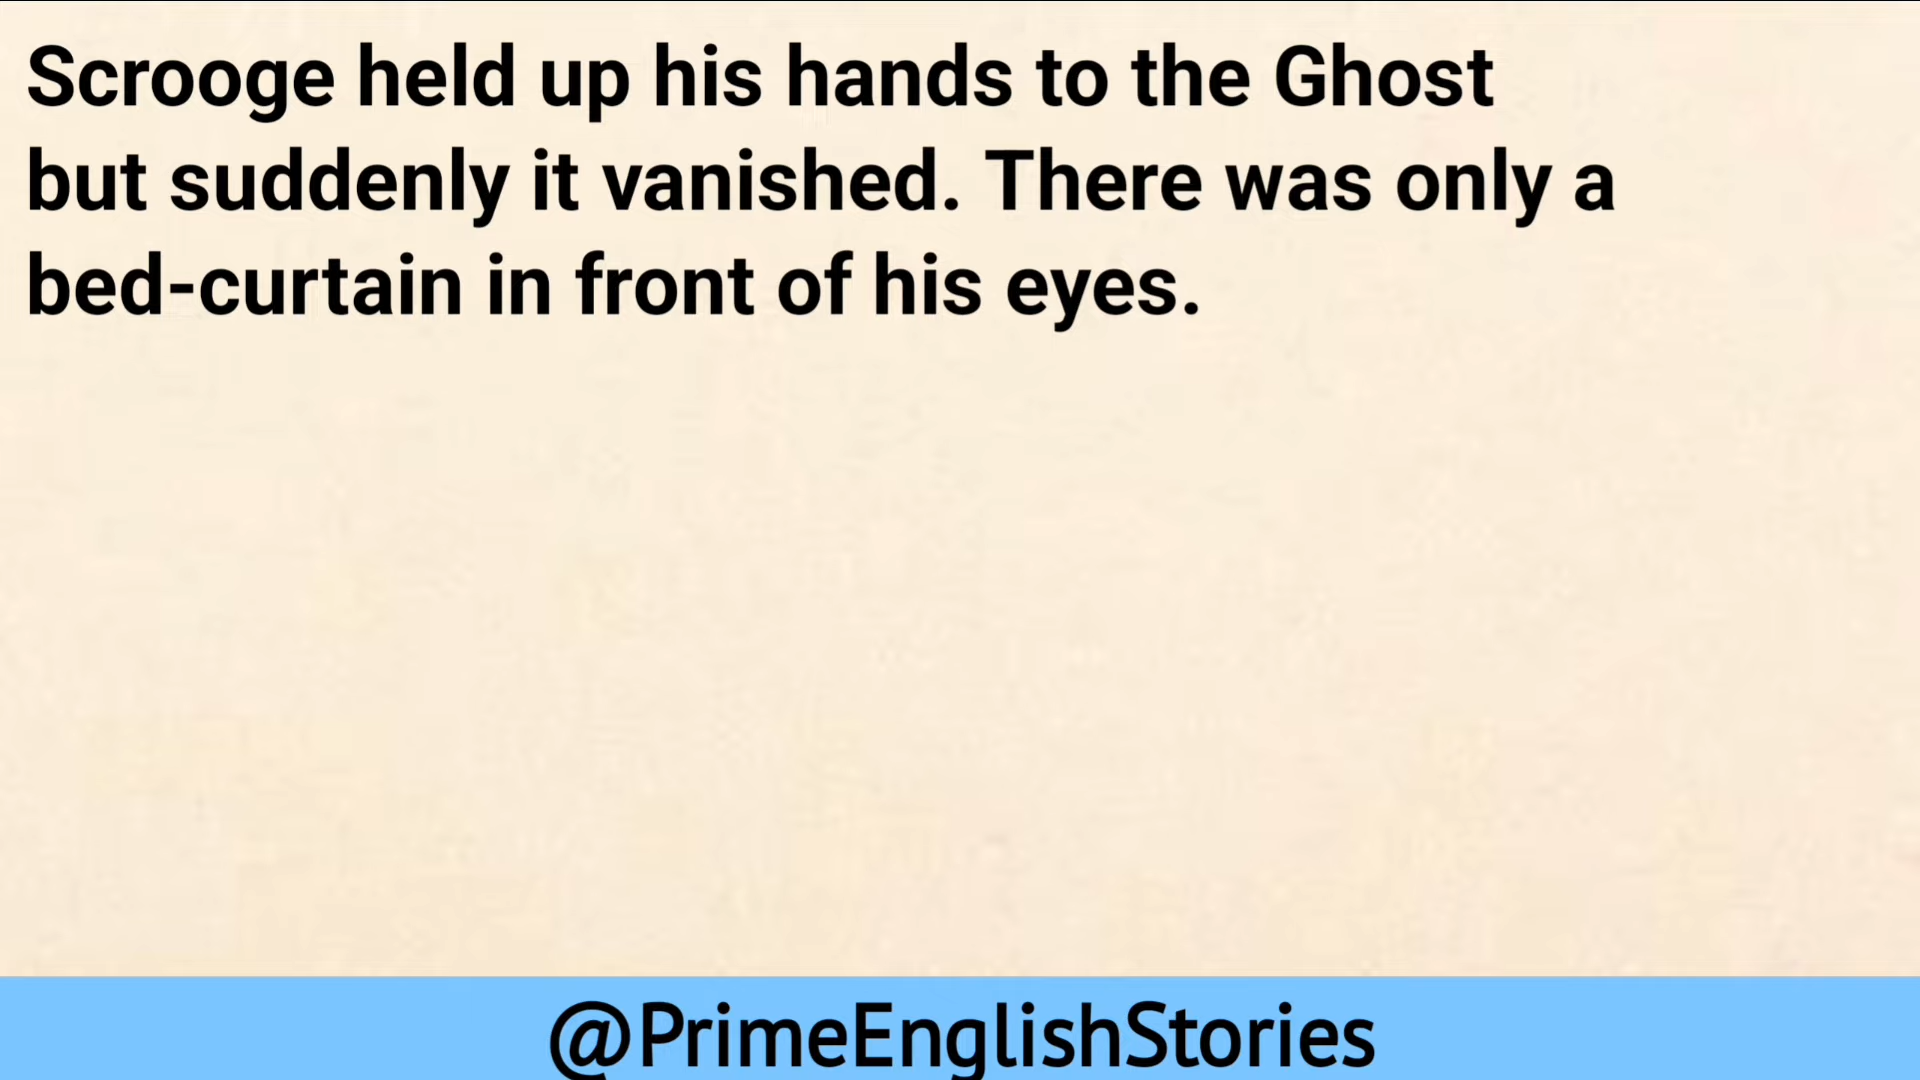 Scrooge held up his hands to the Ghost
but suddenly it vanished. There was only a
bed-curtain in front of his eyes.
@PrimeEnglishStories